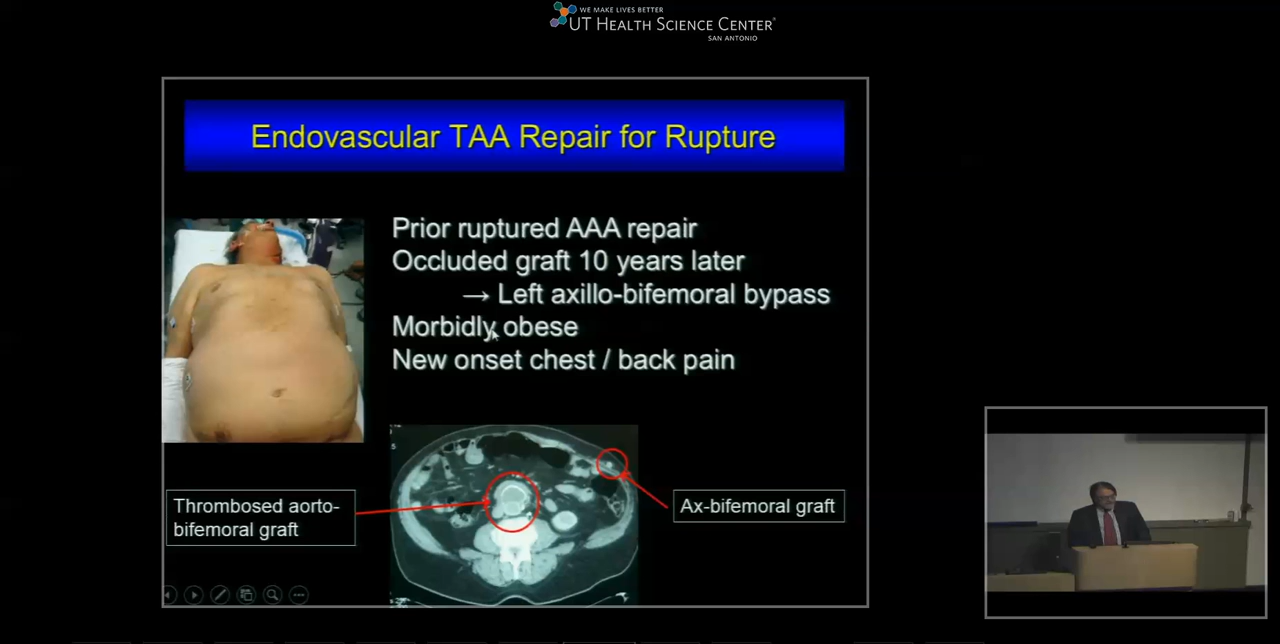 WE MAKE LIVES BETTER
UT HEALTH SCIENCE CENTER
SAN ANTONIO
Endovascular TAA Repair for Rupture
Prior ruptured AAA repair
Occluded graft 10 years later
→ Left axillo-bifemoral bypass
Morbidly obese
New onset chest / back pain
Thrombosed aorto-
bifemoral graft
Ax-bifemoral graft